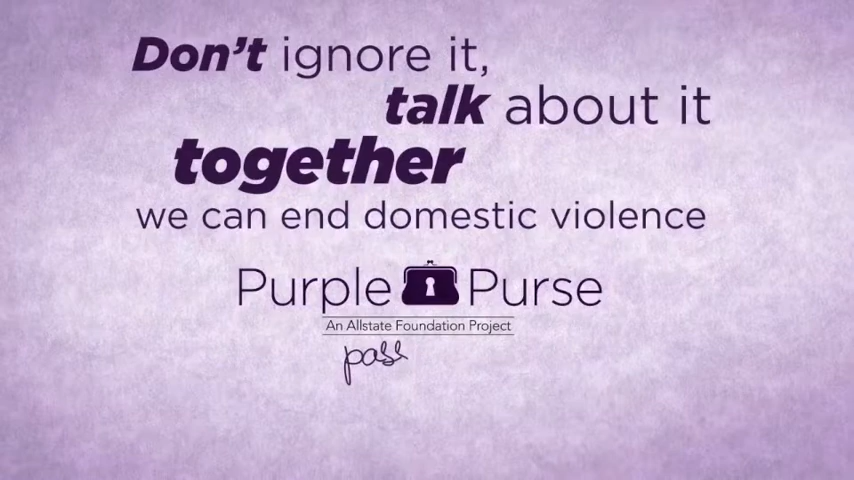 Don't ignore it,
talk about it
together
we can end domestic violence
Purple Purse
An Allstate Foundation Project
pass